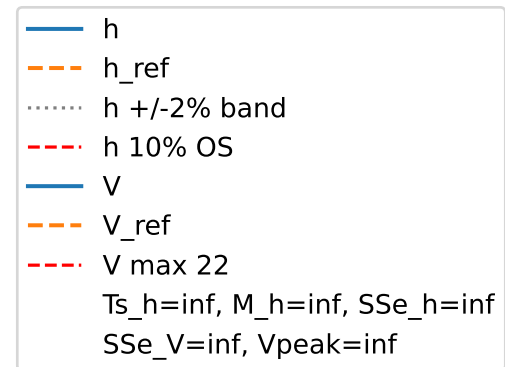 h
h_ref
h +/-2% band
h 10% OS
V
V_ref
V max 22
Ts_h=inf, M_h=inf, SSe_h=inf
SSe_V=inf, Vpeak=inf